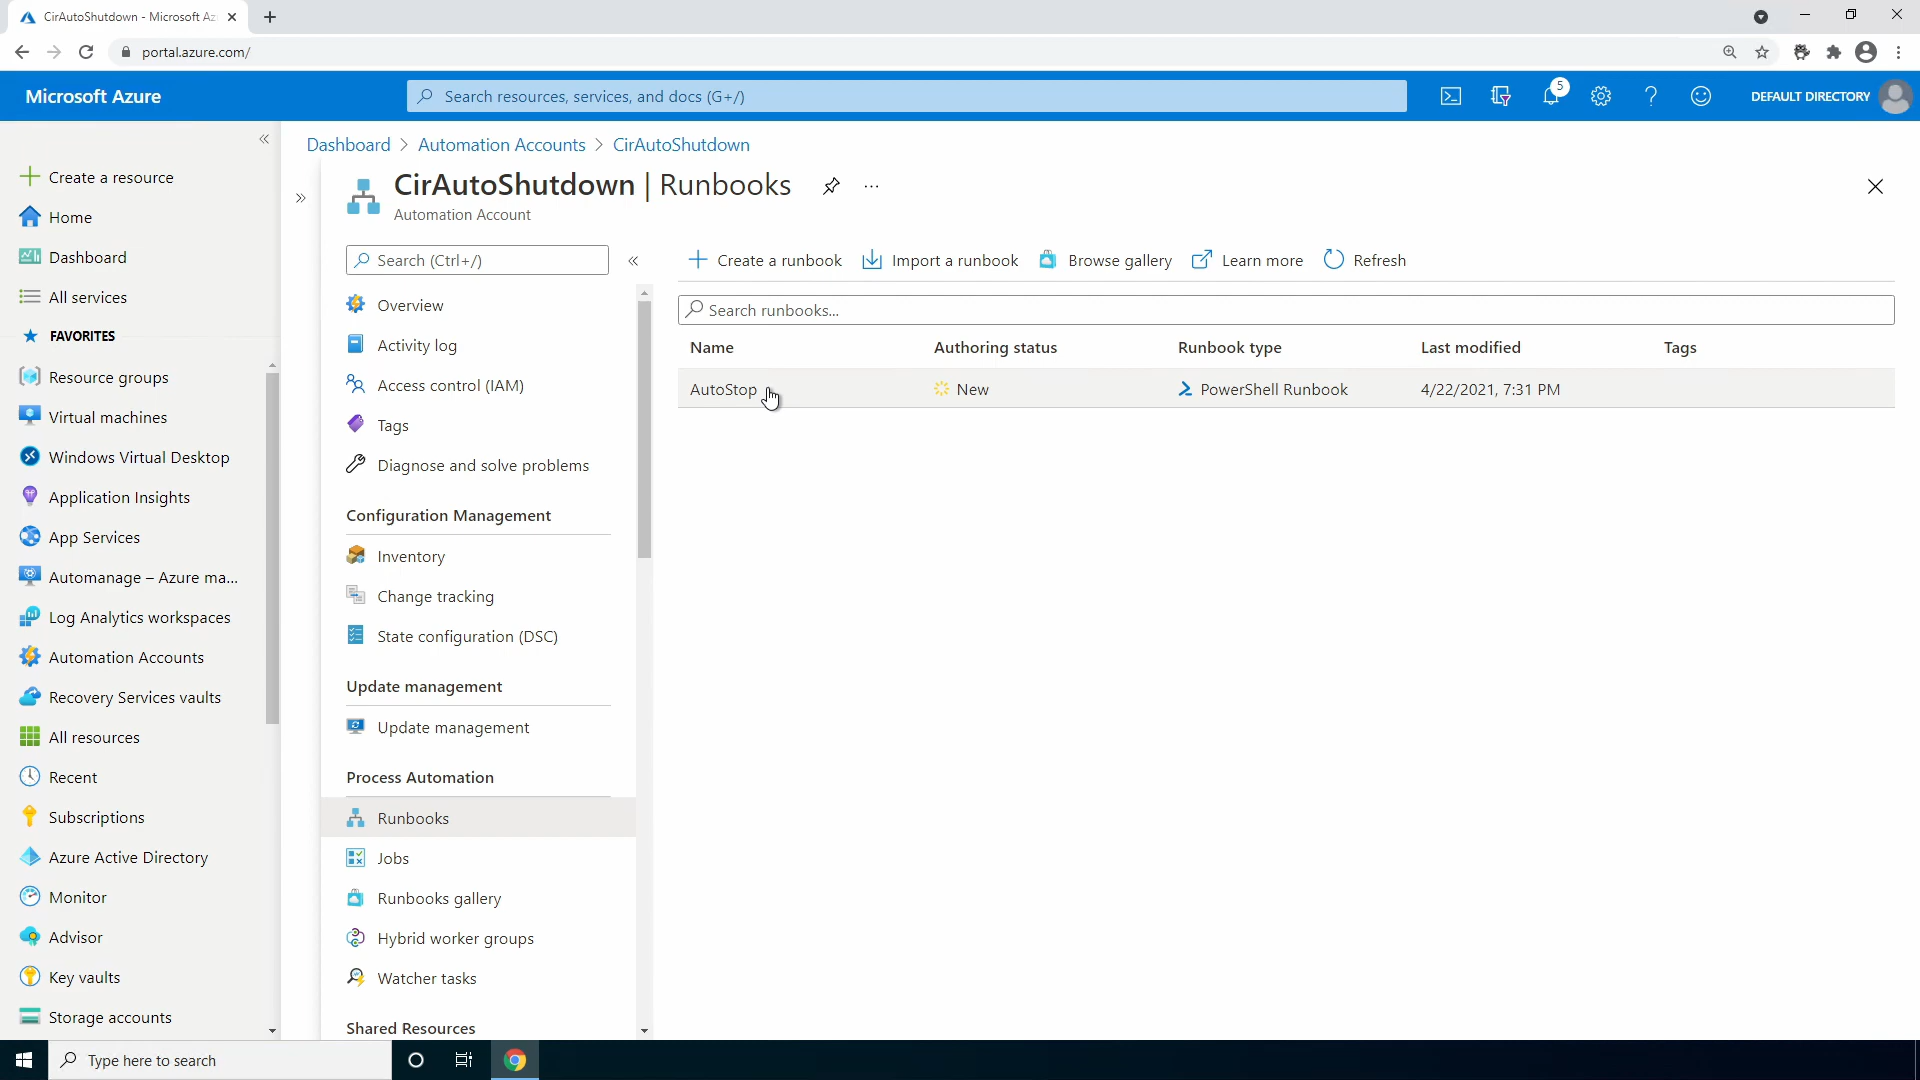 CirAutoShutdown - Microsoft Az
portal.azure.com/
Microsoft Azure
Search resources, services, and docs (G+/)
5
DEFAULT DIRECTORY
Dashboard > Automation Accounts > CirAutoShutdown
CirAutoShutdown | Runbooks
Automation Account
Create a resource
Home
Dashboard
All services
FAVORITES
Resource groups
Virtual machines
Windows Virtual Desktop
Application Insights
App Services
Automanage – Azure ma...
Log Analytics workspaces
Automation Accounts
Recovery Services vaults
All resources
Recent
Subscriptions
Azure Active Directory
Monitor
Advisor
Key vaults
Storage accounts
Search (Ctrl+/)
Overview
Activity log
Access control (IAM)
Tags
Diagnose and solve problems
Configuration Management
Inventory
Change tracking
State configuration (DSC)
Update management
Update management
Process Automation
Runbooks
Jobs
Runbooks gallery
Hybrid worker groups
Watcher tasks
Shared Resources
Create a runbook Import a runbook Browse gallery Learn more Refresh
Search runbooks...
Name Authoring status Runbook type Last modified Tags
AutoStop New PowerShell Runbook 4/22/2021, 7:31 PM
Type here to search